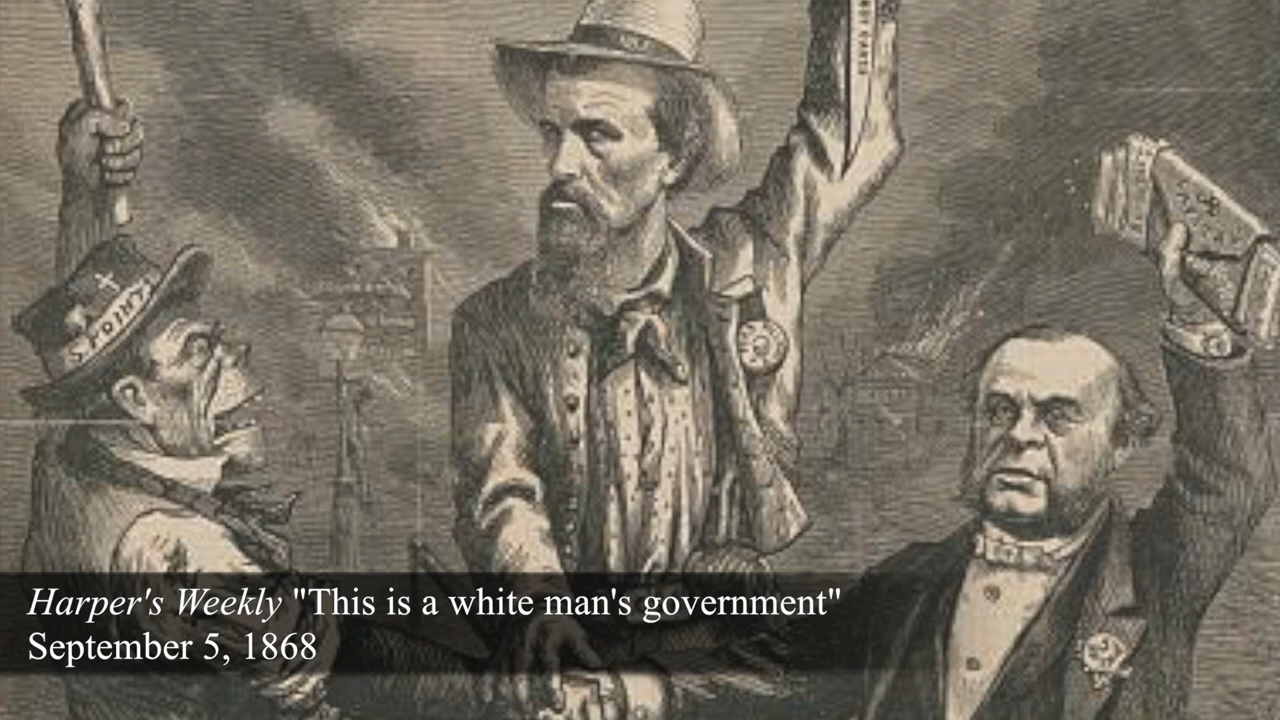 5 POINTS
Harper's Weekly "This is a white man's government"
September 5, 1868